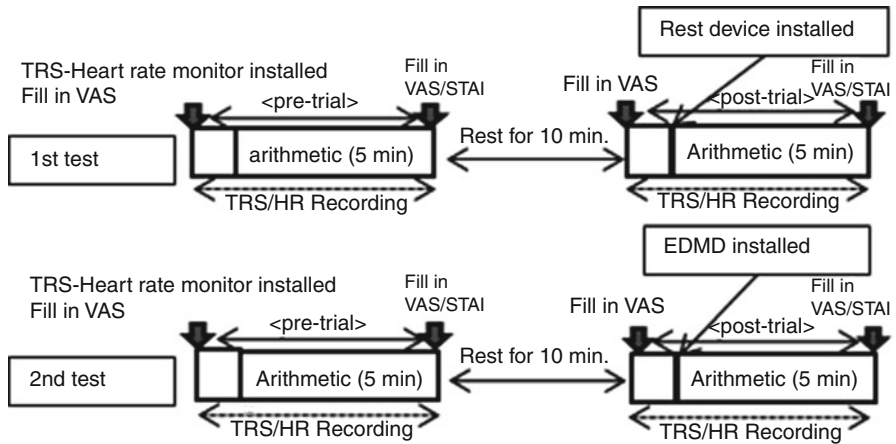 Rest device installed
TRS-Heart rate monitor installed
Fill in VAS
Fill in
VAS/STAI
Fill in VAS
Fill in
VAS/STAI
<pre-trial>
<post-trial>
1st test
arithmetic (5 min)
Rest for 10 min.
Arithmetic (5 min)
TRS/HR Recording
TRS/HR Recording
EDMD installed
TRS-Heart rate monitor installed
Fill in VAS
Fill in
VAS/STAI
Fill in VAS
Fill in
VAS/STAI
<pre-trial>
<post-trial>
2nd test
Arithmetic (5 min)
Rest for 10 min.
Arithmetic (5 min)
TRS/HR Recording
TRS/HR Recording